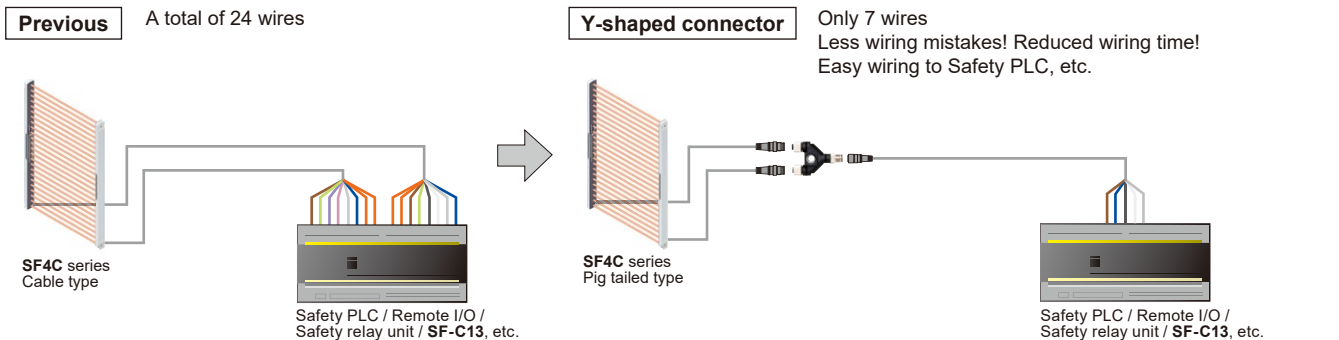 Previous
A total of 24 wires
SF4C series
Cable type
Safety PLC / Remote I/O /
Safety relay unit / SF-C13, etc.
Y-shaped connector
Only 7 wires
Less wiring mistakes! Reduced wiring time!
Easy wiring to Safety PLC, etc.
SF4C series
Pig tailed type
Safety PLC / Remote I/O /
Safety relay unit / SF-C13, etc.